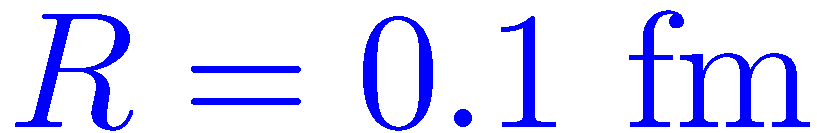 R = 0.1 fm